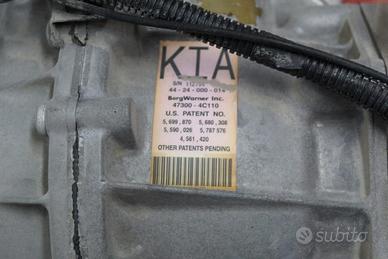 KTA
S/N
44-24-000-014
BorgWarner Inc.
47300-4C110
U.S. PATENT NO.
5,699,870 5,680,308
5,590,026 5,787,576
4,561,420
OTHER PATENTS PENDING
subito